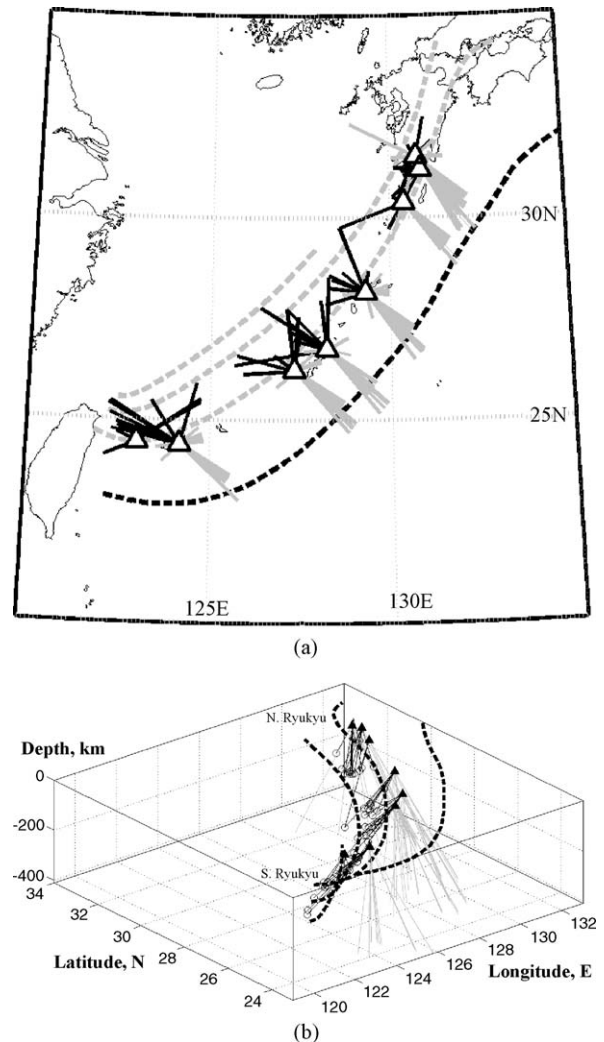 30N
25N
125E
130E
(a)
N. Ryukyu
Depth, km
0
-200
-400
S. Ryukyu
34
32
30
28
26
24
Latitude, N
120
122
124
126
128
130
132
Longitude, E
(b)